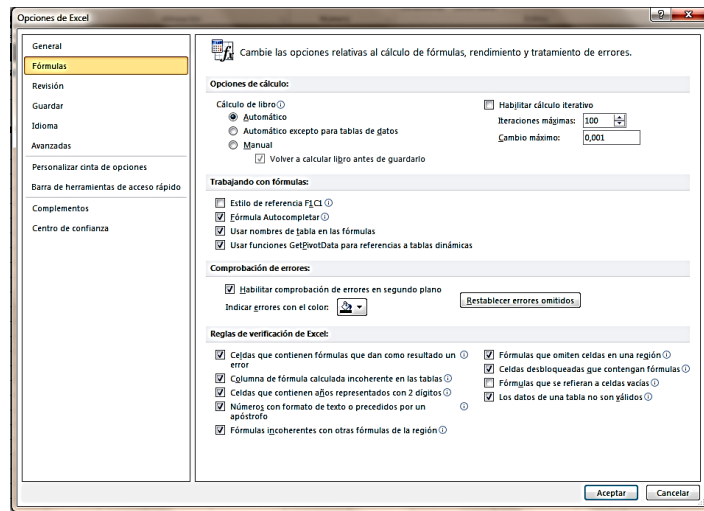 Opciones de Excel
General
Fórmulas
Revisión
Guardar
Idioma
Avanzadas
Personalizar cinta de opciones
Barra de herramientas de acceso rápido
Complementos
Centro de confianza
Cambie las opciones relativas al cálculo de fórmulas, rendimiento y tratamiento de errores.
Opciones de cálculo:
Cálculo de libro
Automático
Automático excepto para tablas de datos
Manual
Volver a calcular libro antes de guardarlo
Habilitar cálculo iterativo
Iteraciones máximas: 100
Cambio máximo: 0,001
Trabajando con fórmulas:
Estilo de referencia F1C1
Fórmula Autocompletar
Usar nombres de tabla en las fórmulas
Usar funciones GetPivotData para referencias a tablas dinámicas
Comprobación de errores:
Habilitar comprobación de errores en segundo plano
Indicar errores con el color:
Restablecer errores omitidos
Reglas de verificación de Excel:
Celdas que contienen fórmulas que dan como resultado un
error
Columna de fórmula calculada incoherente en las tablas
Celdas que contienen años representados con 2 dígitos
Números con formato de texto o precedidos por un
apóstrofo
Fórmulas incoherentes con otras fórmulas de la región
Fórmulas que omiten celdas en una región
Celdas desbloqueadas que contengan fórmulas
Fórmulas que se refieran a celdas vacías
Los datos de una tabla no son válidos
Aceptar
Cancelar